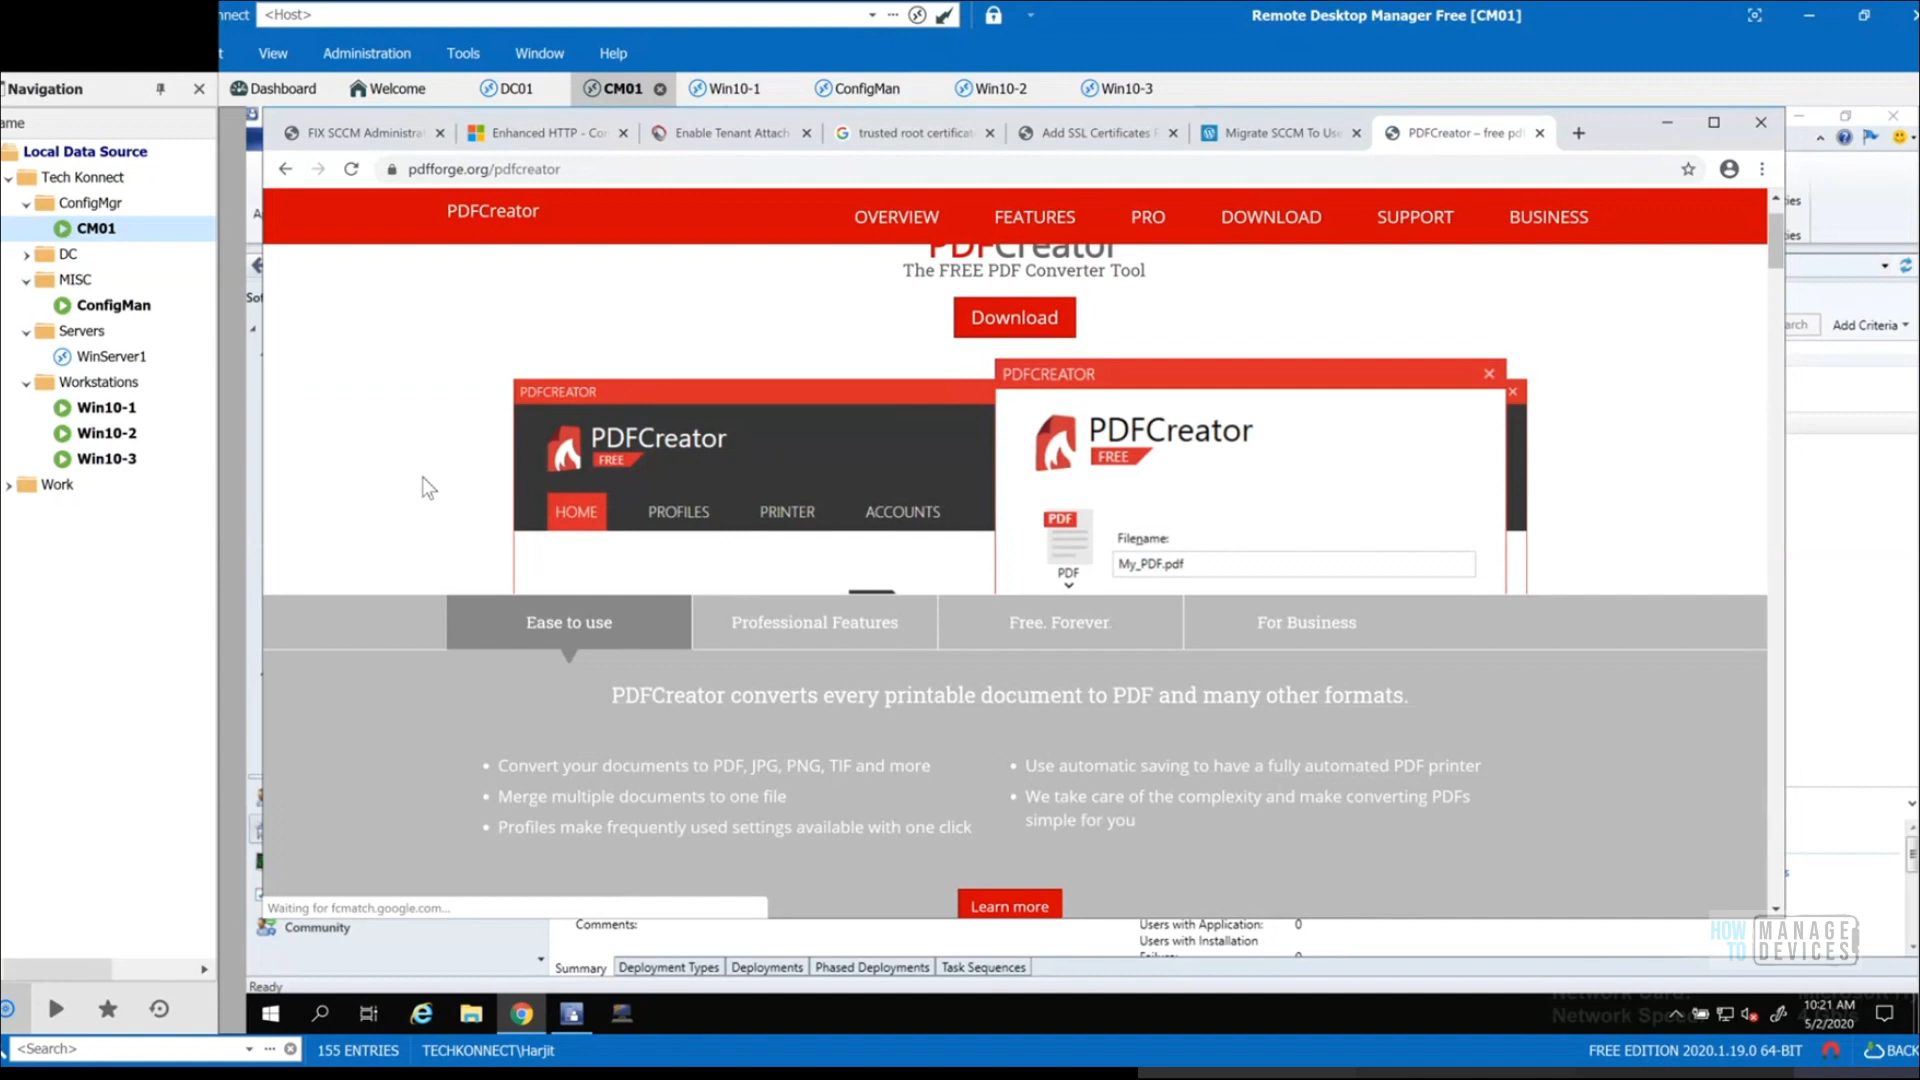 nnect
<Host>
Remote Desktop Manager Free [CM01]
View
Administration
Tools
Window
Help
Navigation
Dashboard
Welcome
DC01
CM01
Win10-1
ConfigMan
Win10-2
Win10-3
ame
Local Data Source
Tech Konnect
ConfigMgr
CM01
DC
MISC
ConfigMan
Servers
WinServer1
Workstations
Win10-1
Win10-2
Win10-3
Work
FIX SCCM Administra
Enhanced HTTP - Co
Enable Tenant Attach
trusted root certificat
Add SSL Certificates F
Migrate SCCM To Use
PDFCreator – free pd
pdfforge.org/pdfcreator
PDFCreator
OVERVIEW
FEATURES
PRO
DOWNLOAD
SUPPORT
BUSINESS
PDFCreator
The FREE PDF Converter Tool
Download
PDFCREATOR
PDFCreator
FREE
HOME
PROFILES
PRINTER
ACCOUNTS
PDFCREATOR
PDFCreator
FREE
PDF
PDF
Filename:
My_PDF.pdf
Ease to use
Professional Features
Free. Forever.
For Business
PDFCreator converts every printable document to PDF and many other formats.
• Convert your documents to PDF, JPG, PNG, TIF and more
• Merge multiple documents to one file
• Profiles make frequently used settings available with one click
• Use automatic saving to have a fully automated PDF printer
• We take care of the complexity and make converting PDFs
simple for you
Learn more
Waiting for fcmatch.google.com...
ies
ies
Sof
arch
Add Criteria
Community
Comments:
Users with Application: 0
Users with Installation
Summary
Deployment Types
Deployments
Phased Deployments
Task Sequences
Ready
HOW TO
MANAGE
DEVICES
10:21 AM
5/2/2020
<Search>
155 ENTRIES
TECHKONNECT\Harjit
FREE EDITION 2020.1.19.0 64-BIT
BACK